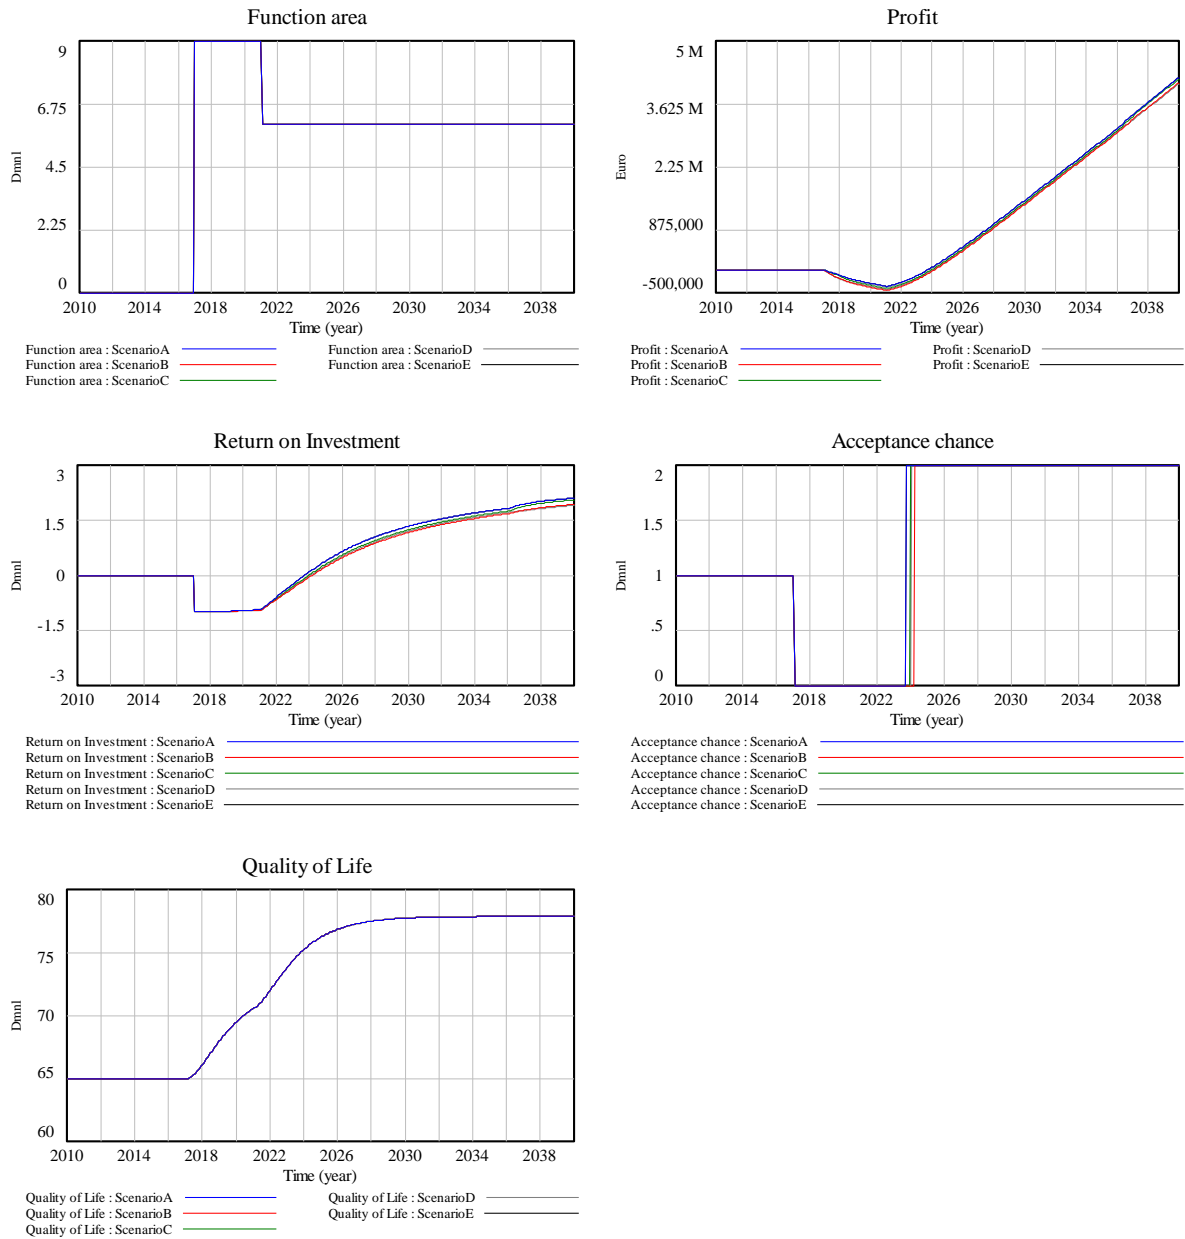 Function area
9
6.75
4.5
2.25
0
Dmnl
2010 2014 2018 2022 2026 2030 2034 2038
Time (year)
Function area : ScenarioA
Function area : ScenarioB
Function area : ScenarioC
Function area : ScenarioD
Function area : ScenarioE
Profit
5 M
3.625 M
2.25 M
875,000
-500,000
Euro
2010 2014 2018 2022 2026 2030 2034 2038
Time (year)
Profit : ScenarioA
Profit : ScenarioB
Profit : ScenarioC
Profit : ScenarioD
Profit : ScenarioE
Return on Investment
3
1.5
0
-1.5
-3
Dmnl
2010 2014 2018 2022 2026 2030 2034 2038
Time (year)
Return on Investment : ScenarioA
Return on Investment : ScenarioB
Return on Investment : ScenarioC
Return on Investment : ScenarioD
Return on Investment : ScenarioE
Acceptance chance
2
1.5
1
.5
0
Dmnl
2010 2014 2018 2022 2026 2030 2034 2038
Time (year)
Acceptance chance : ScenarioA
Acceptance chance : ScenarioB
Acceptance chance : ScenarioC
Acceptance chance : ScenarioD
Acceptance chance : ScenarioE
Quality of Life
80
75
70
65
60
Dmnl
2010 2014 2018 2022 2026 2030 2034 2038
Time (year)
Quality of Life : ScenarioA
Quality of Life : ScenarioB
Quality of Life : ScenarioC
Quality of Life : ScenarioD
Quality of Life : ScenarioE